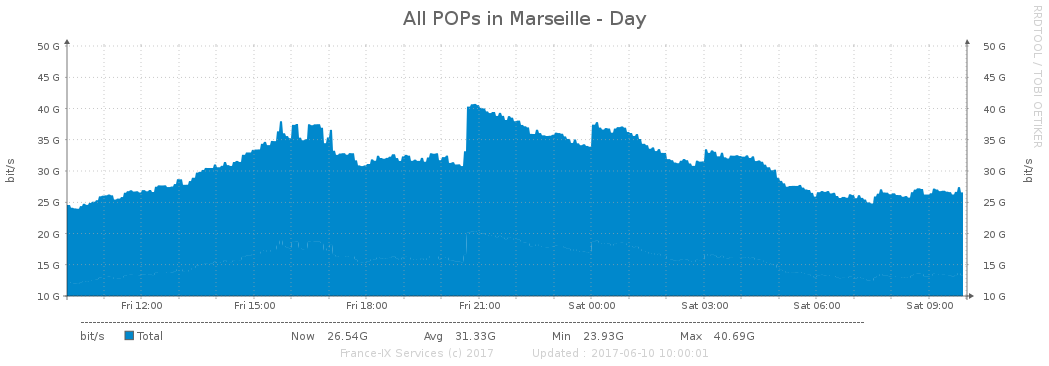 All POPs in Marseille - Day
RRDTOOL / TOBI OETIKER
50 G 50 G
45 G 45 G
40 G 40 G
35 G 35 G
30 G 30 G
25 G 25 G
20 G 20 G
15 G 15 G
10 G 10 G
bit/s bit/s
Fri 12:00 Fri 15:00 Fri 18:00 Fri 21:00 Sat 00:00 Sat 03:00 Sat 06:00 Sat 09:00
bit/s Total Now 26.54G Avg 31.33G Min 23.93G Max 40.69G
France-IX Services (c) 2017 Updated : 2017-06-10 10:00:01